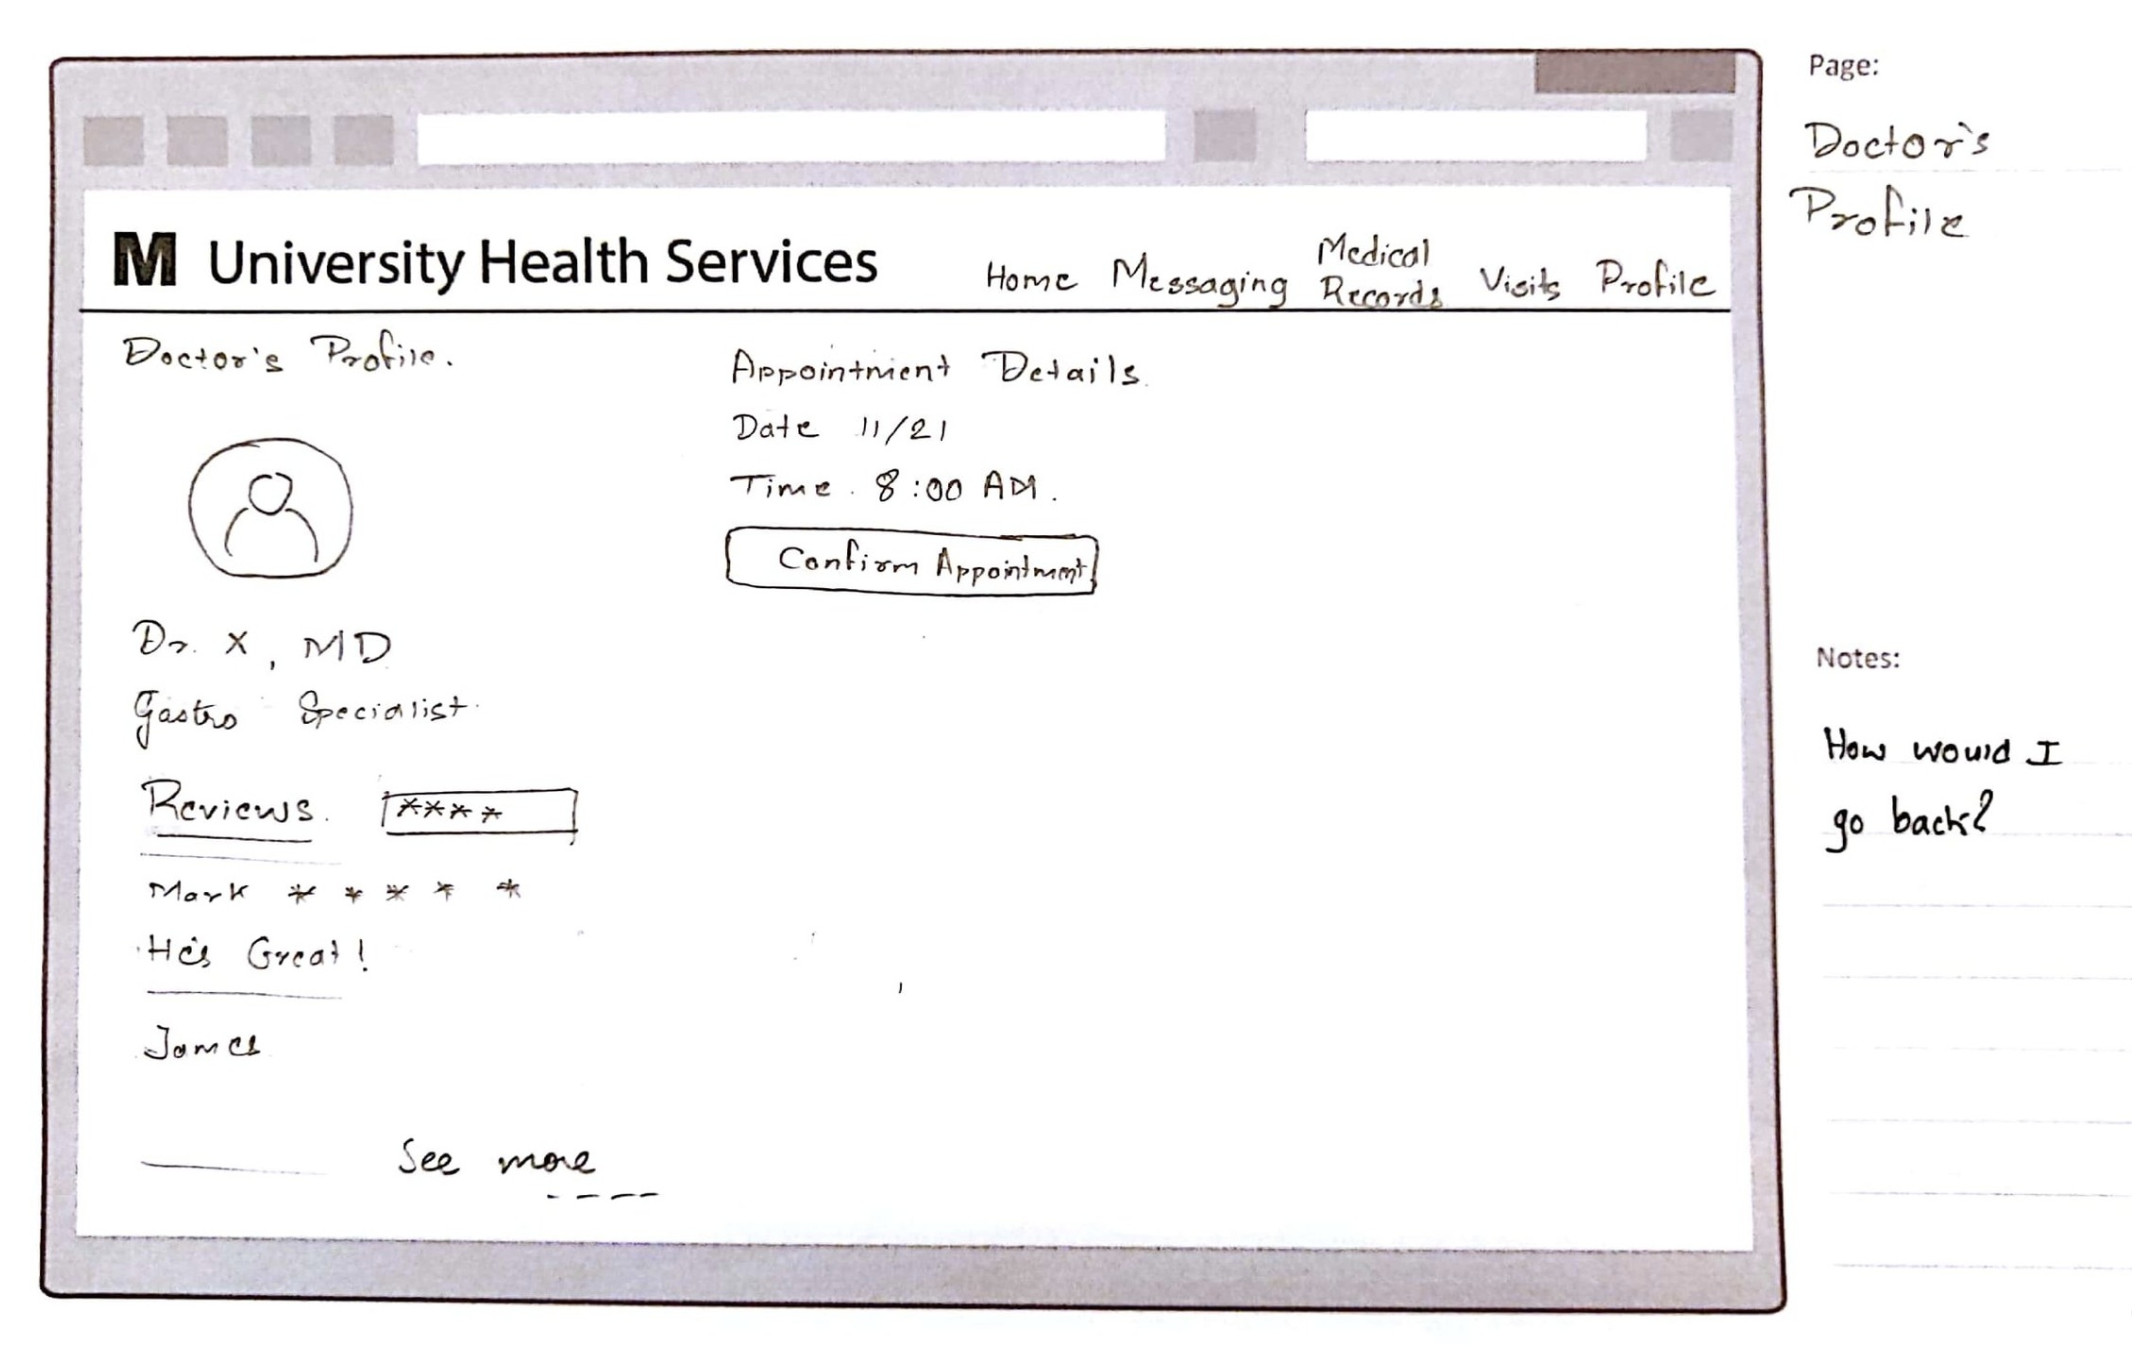 Page:
Doctor's
Profile
M University Health Services
Home Messaging Medical Records Visits Profile
Doctor's Profile.
Appointment Details
Date 11/21
Time. 8:00 AM.
Confirm Appointment
Dr. X, MD
Gastro Specialist.
Reviews. ****
Mark * * * * *
He's Great!
James
See more
Notes:
How would I
go back?